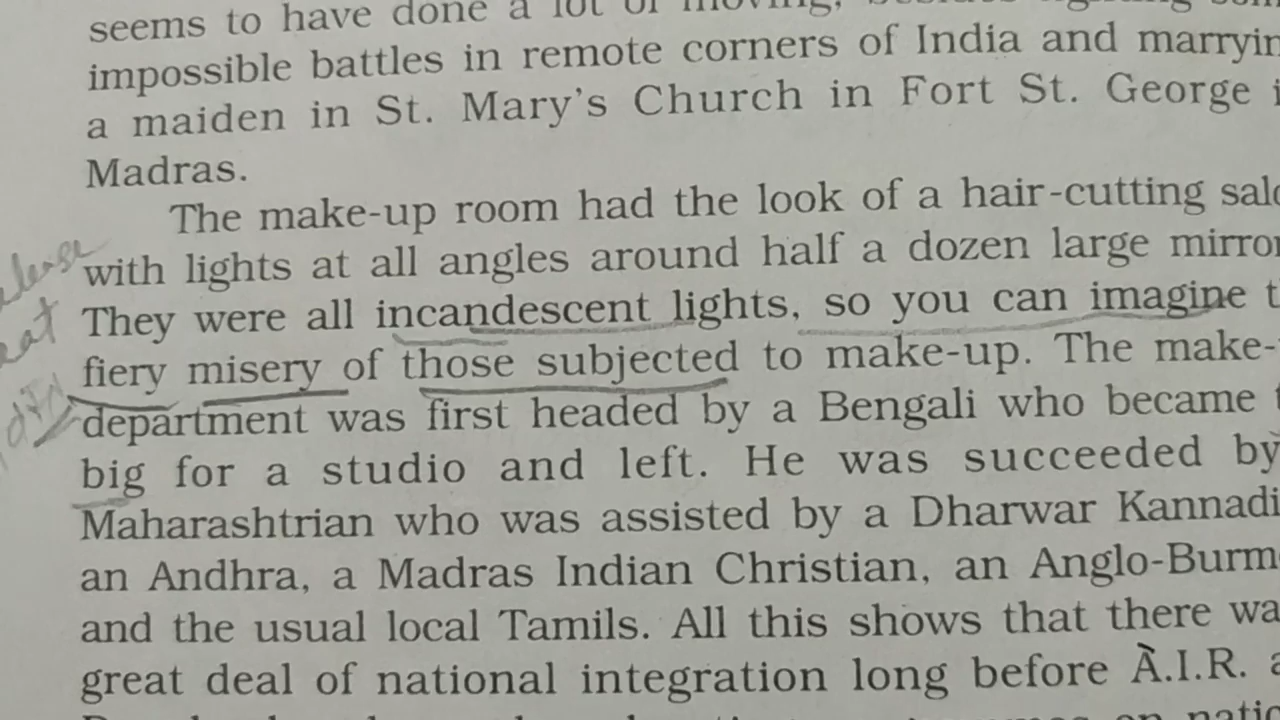 seems to have done a lot of moving, besides fighting
impossible battles in remote corners of India and marryin
a maiden in St. Mary's Church in Fort St. George i
Madras.
The make-up room had the look of a hair-cutting salo
with lights at all angles around half a dozen large mirror
They were all incandescent lights, so you can imagine t
fiery misery of those subjected to make-up. The make-
department was first headed by a Bengali who became
big for a studio and left. He was succeeded by
Maharashtrian who was assisted by a Dharwar Kannadi
an Andhra, a Madras Indian Christian, an Anglo-Burm
and the usual local Tamils. All this shows that there wa
great deal of national integration long before A.I.R. a
eat